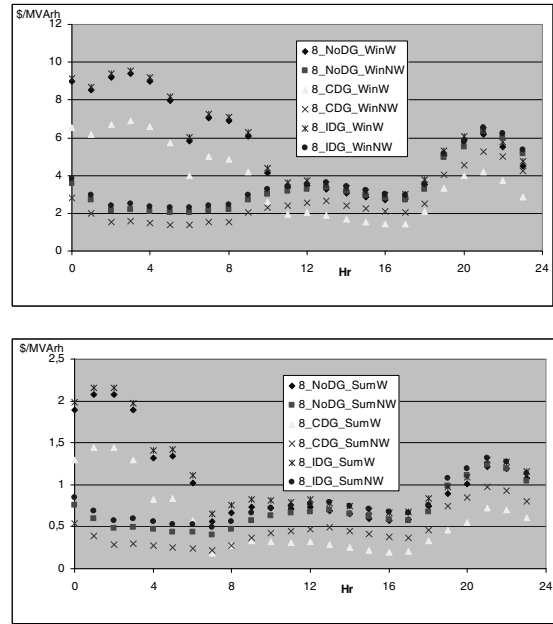 $/MVArh
12
10
8
6
4
2
0
8_NoDG_WinW
8_NoDG_WinNW
8_CDG_WinW
8_CDG_WinNW
8_IDG_WinW
8_IDG_WinNW
0 4 8 12 16 20 24
Hr
$/MVArh
2,5
2
1,5
1
0,5
0
8_NoDG_SumW
8_NoDG_SumNW
8_CDG_SumW
8_CDG_SumNW
8_IDG_SumW
8_IDG_SumNW
0 4 8 12 16 20 24
Hr